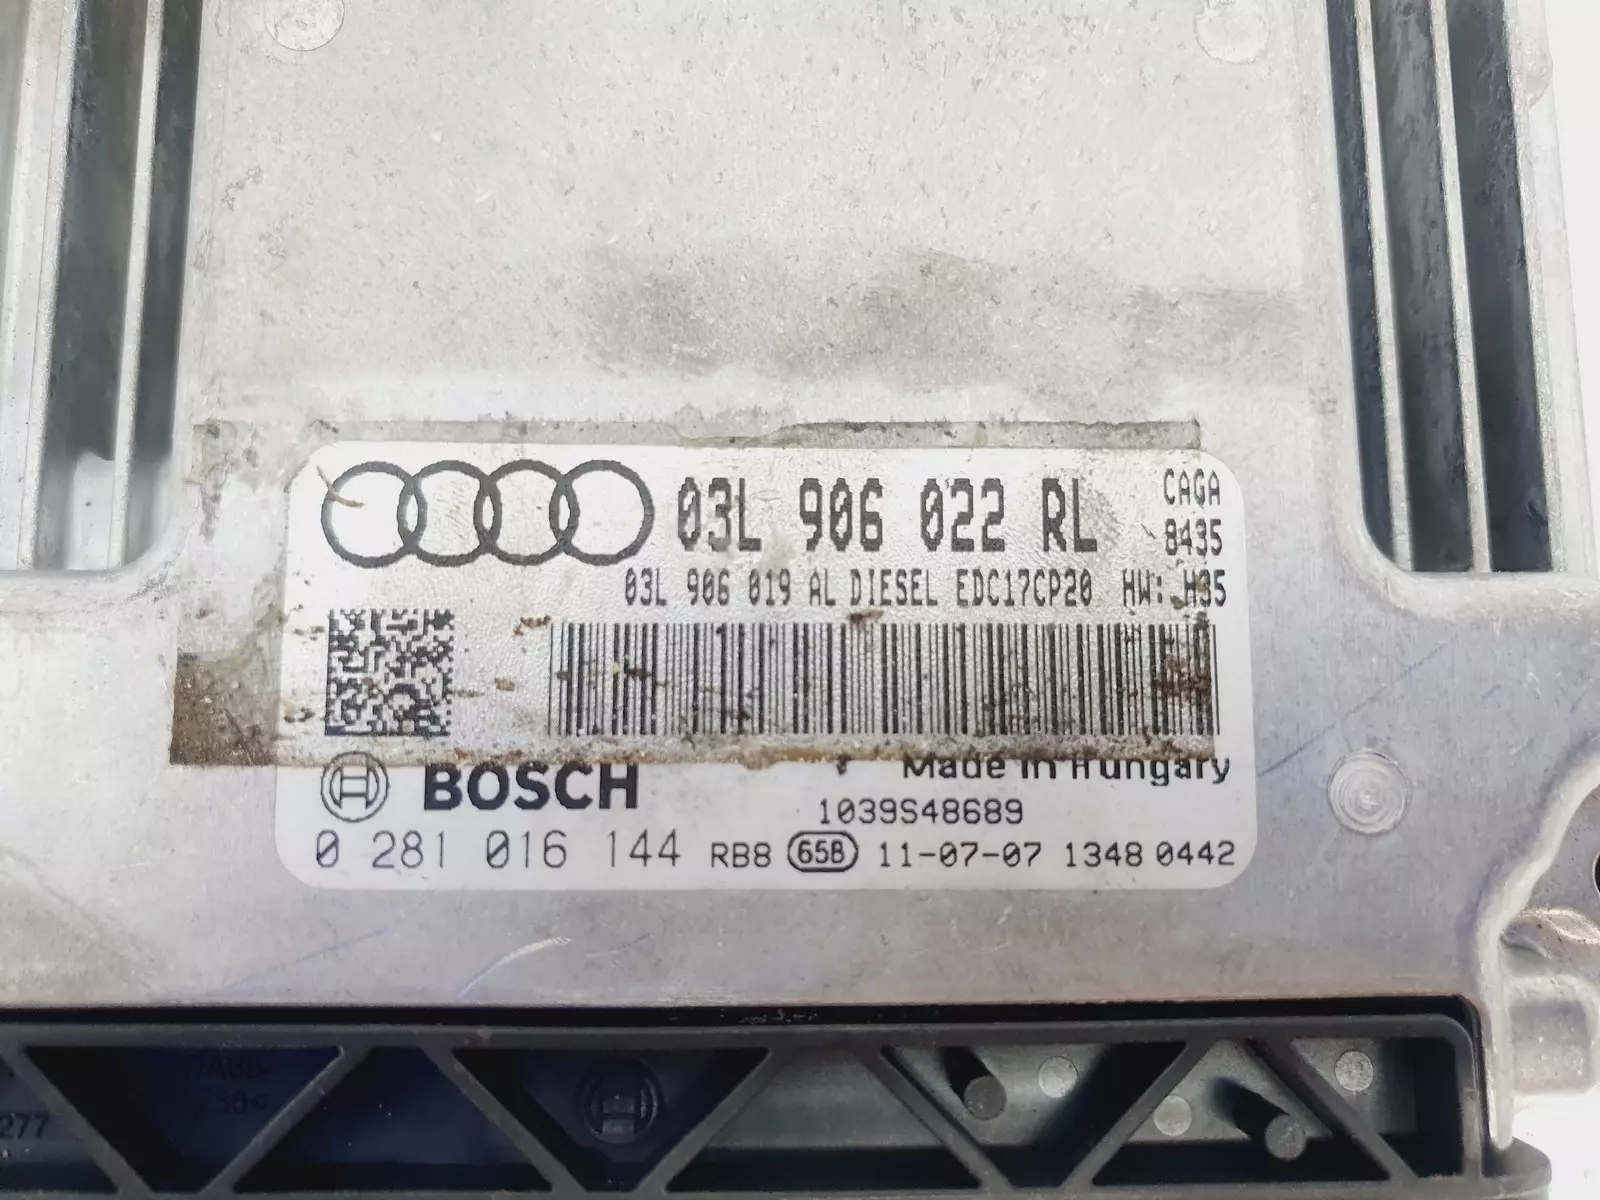 03L 906 022 RL CAGA
8435
03L 906 019 AL DIESEL EDC17CP20 HW: H35
BOSCH Made in Hungary
1039S48689
0 281 016 144 RB8 65B 11-07-07 1348 0442
277